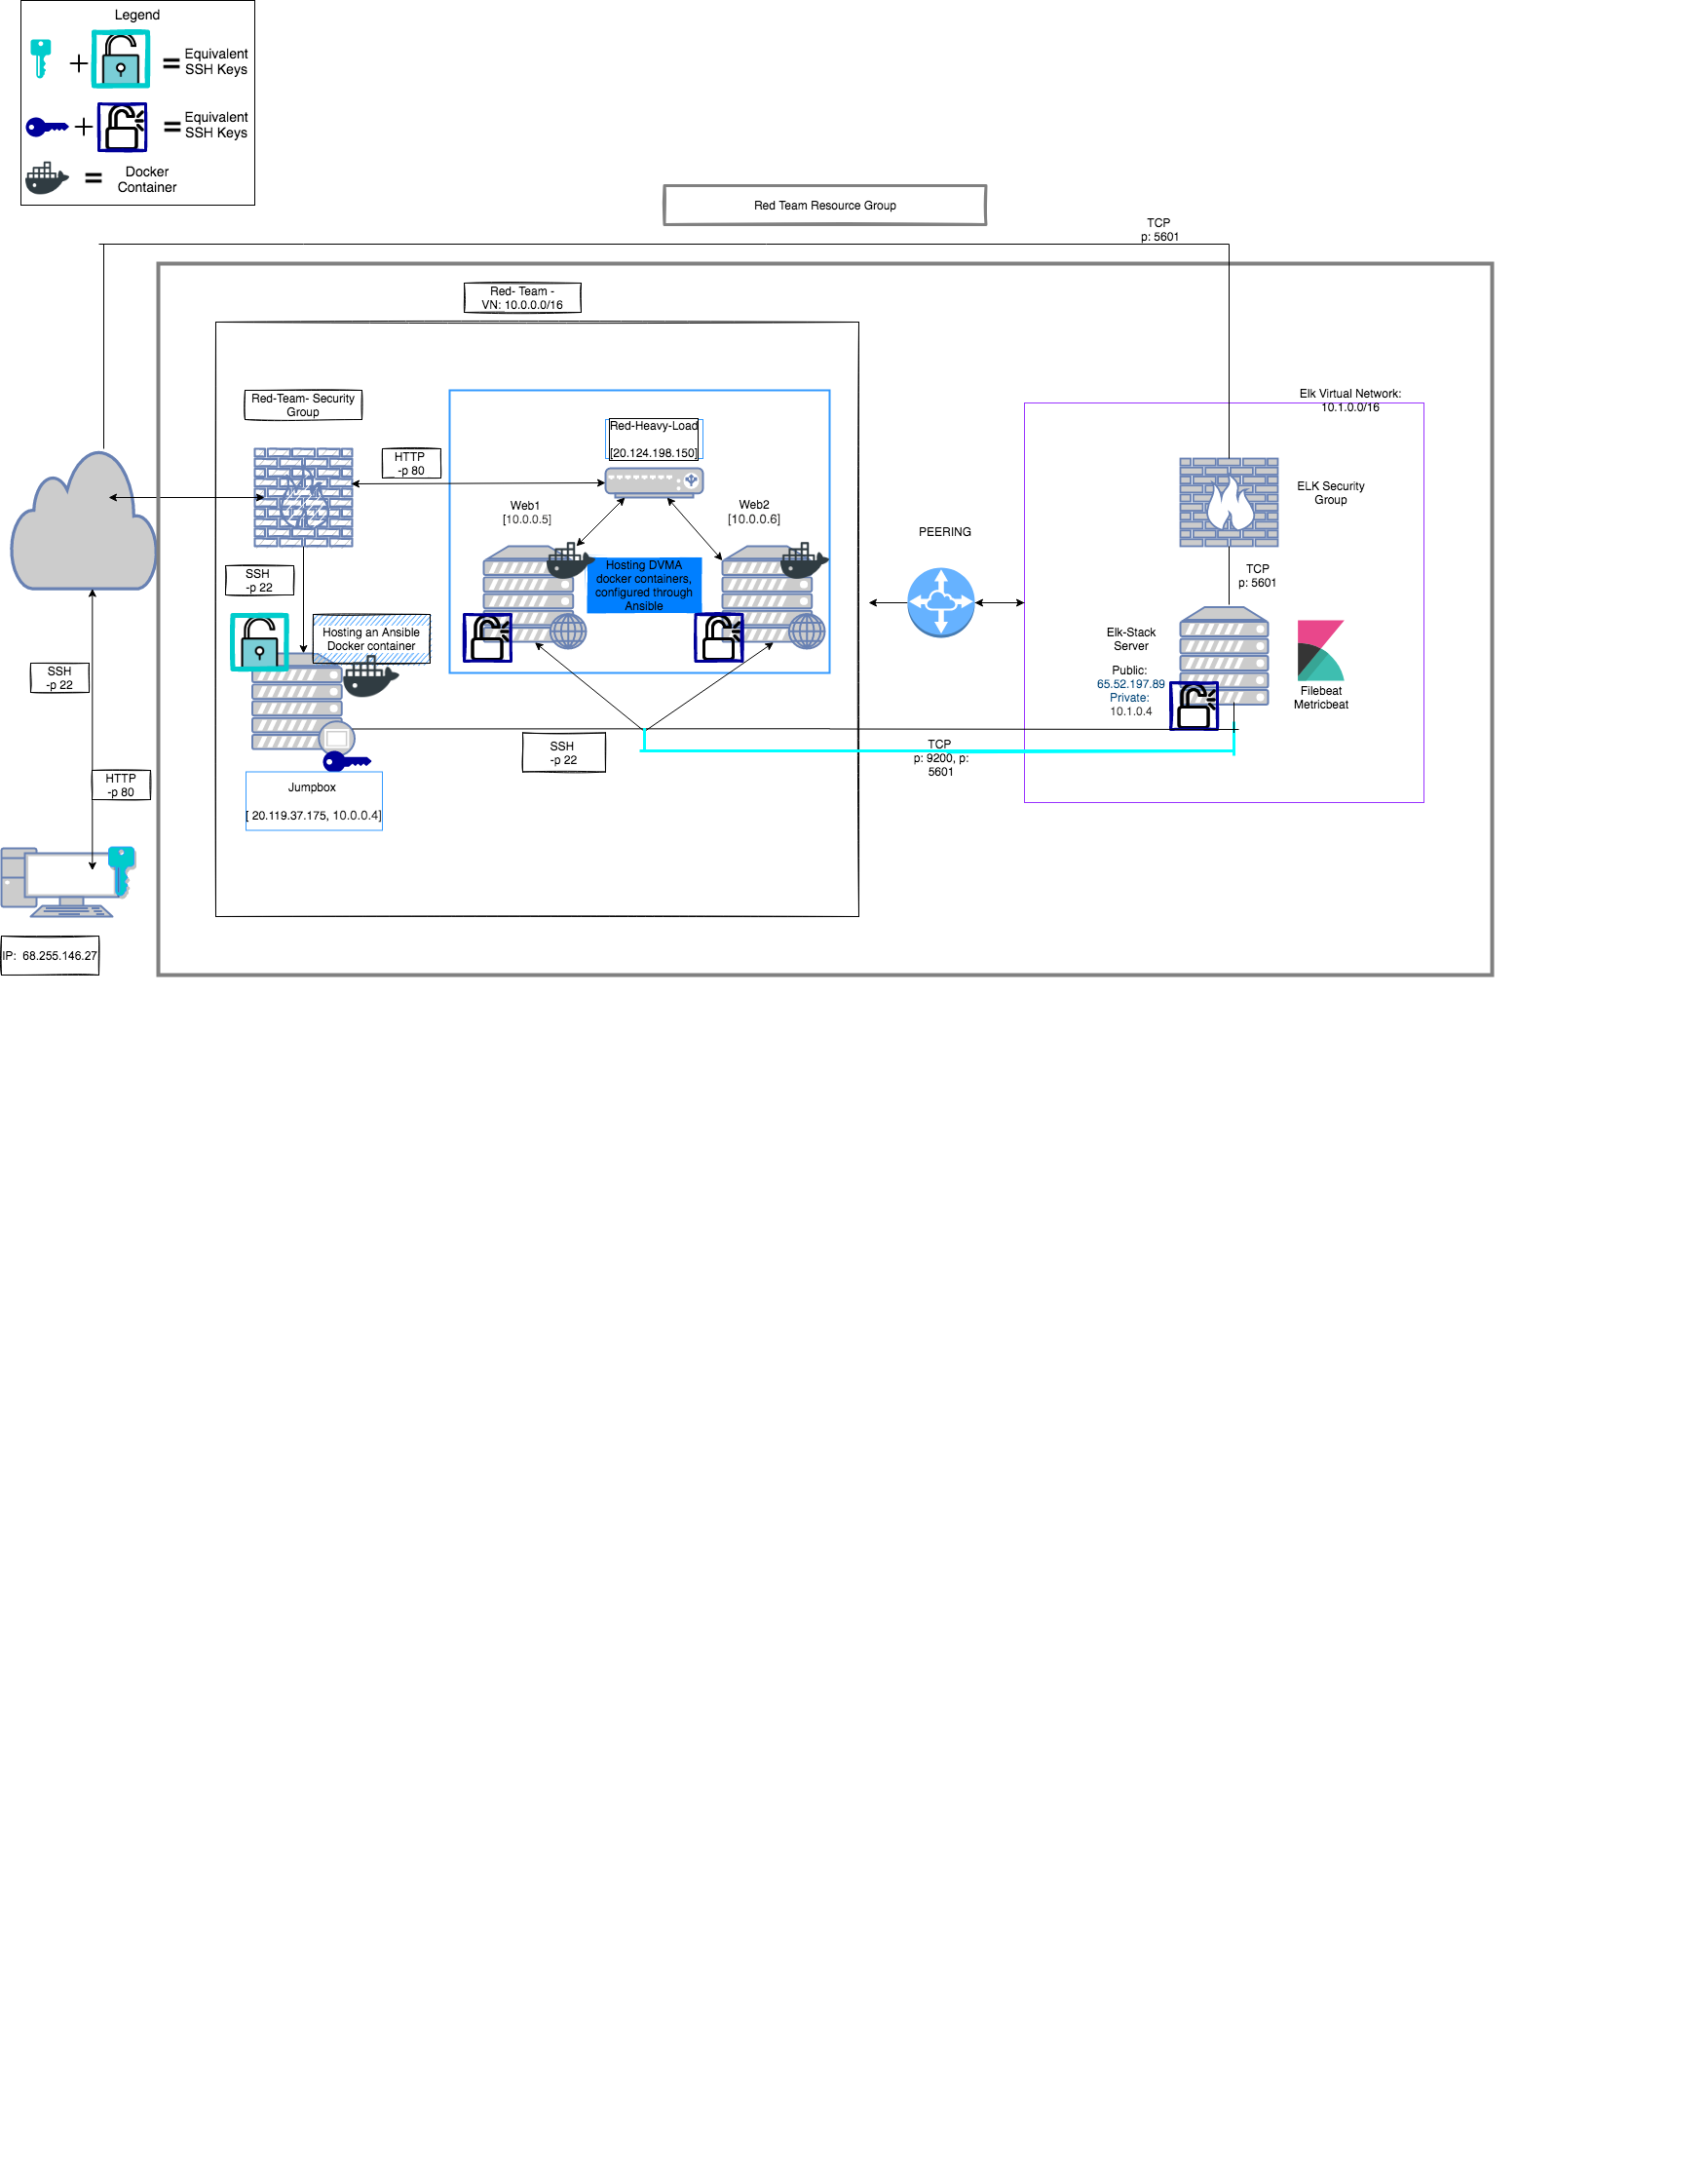 Legend
Equivalent
SSH Keys
Equivalent
SSH Keys
Docker
Container
Red Team Resource Group
TCP
p: 5601
Red- Team -
VN: 10.0.0.0/16
Red-Team- Security
Group
HTTP
-p 80
Red-Heavy-Load
[20.124.198.150]
Web1
[10.0.0.5]
Web2
[10.0.0.6]
Elk Virtual Network:
10.1.0.0/16
ELK Security
Group
PEERING
SSH
-p 22
Hosting DVMA
docker containers,
configured through
Ansible
TCP
p: 5601
Hosting an Ansible
Docker container
Elk-Stack
Server
Public:
65.52.197.89
Private:
10.1.0.4
Filebeat
Metricbeat
SSH
-p 22
SSH
-p 22
TCP
p: 9200, p:
5601
HTTP
-p 80
Jumpbox
[ 20.119.37.175, 10.0.0.4]
IP: 68.255.146.27